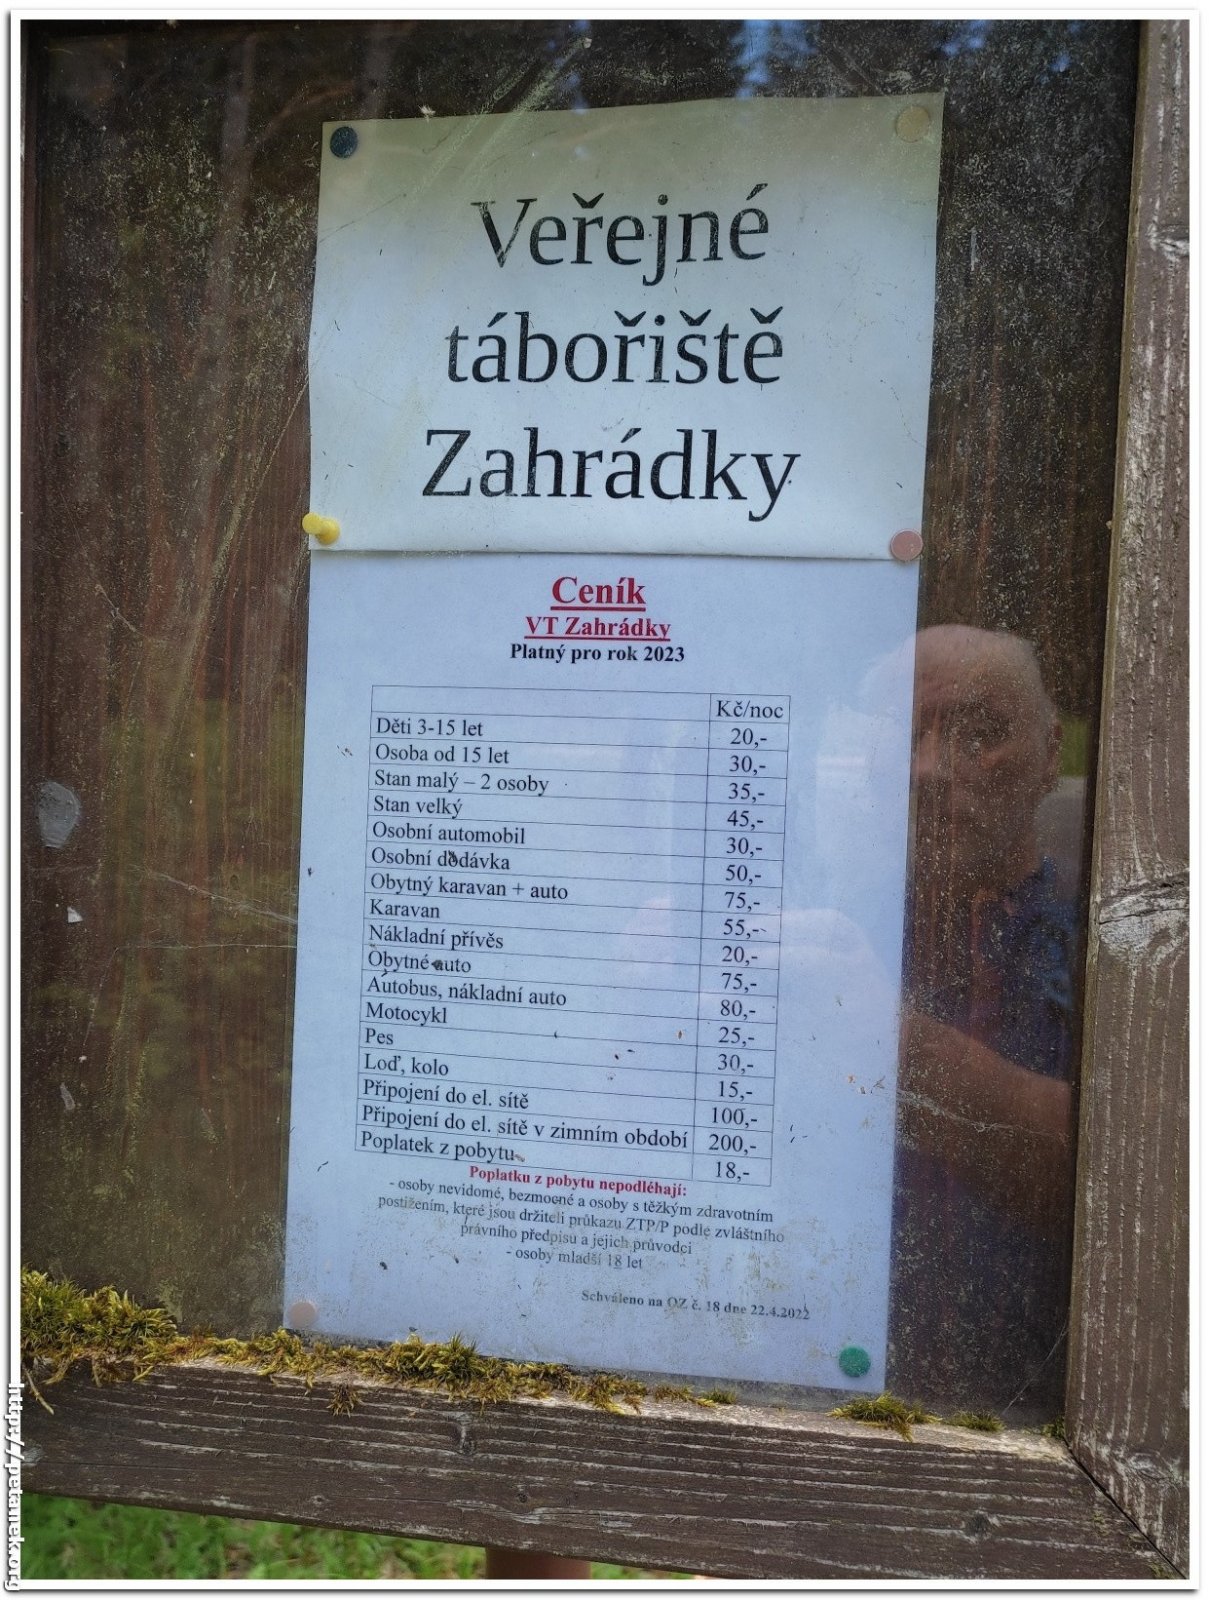 Veřejné
tábořiště
Zahrádky
Ceník
VT Zahrádky
Platný pro rok 2023
Kč/noc
Děti 3-15 let 20,-
Osoba od 15 let 30,-
Stan malý – 2 osoby 35,-
Stan velký 45,-
Osobní automobil 30,-
Osobní dodávka 50,-
Obytný karavan + auto 75,-
Karavan 55,-
Nákladní přívěs 20,-
Obytné auto 75,-
Autobus, nákladní auto 80,-
Motocykl 25,-
Pes 30,-
Loď, kolo 15,-
Připojení do el. sítě 100,-
Připojení do el. sítě v zimním období 200,-
Poplatek z pobytu 18,-
Poplatku z pobytu nepodléhají:
- osoby nevidomé, bezmocné a osoby s těžkým zdravotním
postižením, které jsou držiteli průkazu ZTP/P podle zvláštního
právního předpisu a jejich průvodci
- osoby mladší 18 let
Schváleno na OZ č. 18 dne 22.4.2022
http://petanek.org